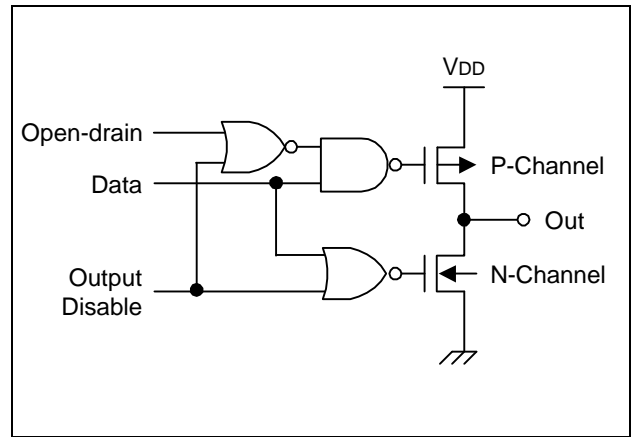 VDD
Open-drain
P-Channel
Data
Out
N-Channel
Output
Disable